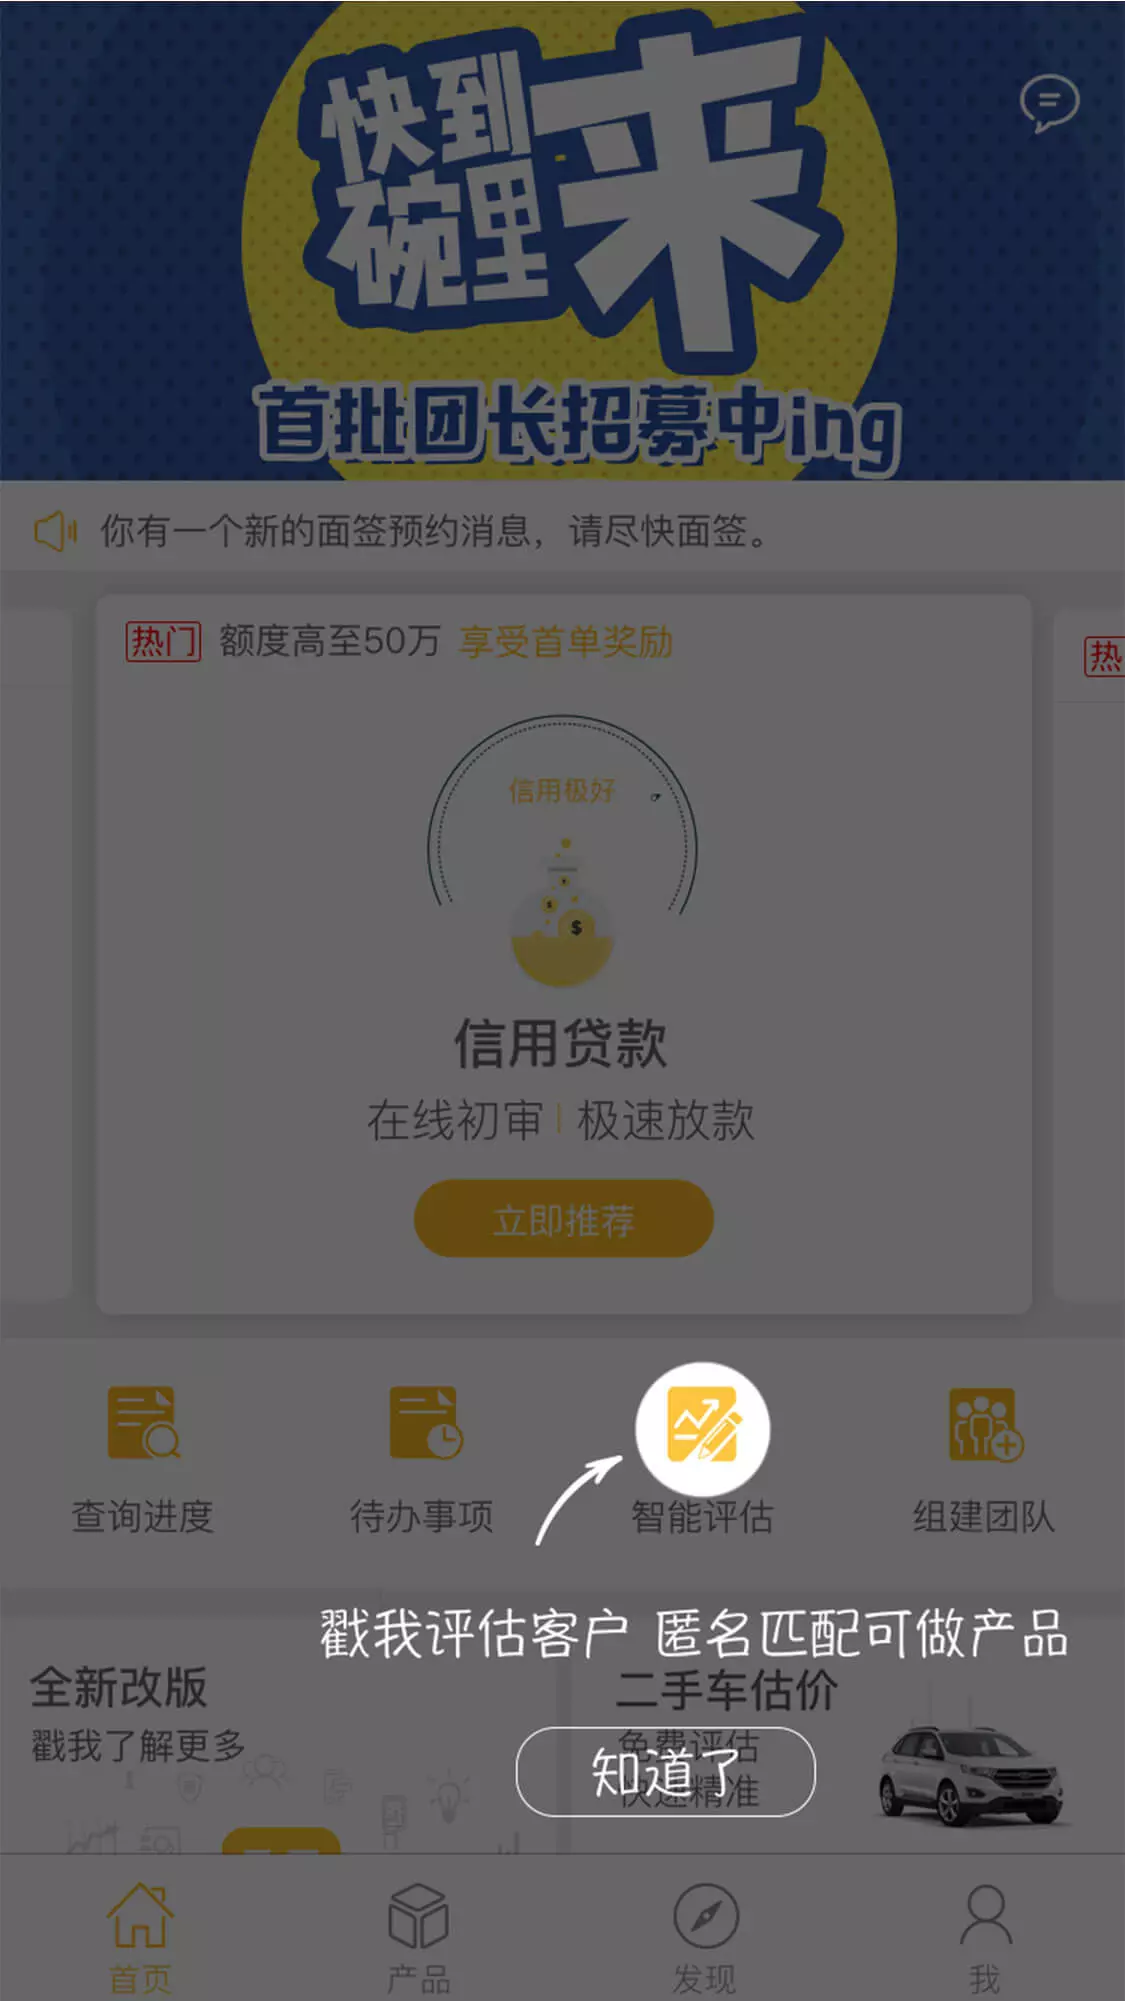 快到
碗里
来
首批团长招募中ing
你有一个新的面签预约消息，请尽快面签。
热门 额度高至50万 享受首单奖励
热
信用极好
信用贷款
在线初审 | 极速放款
立即推荐
查询进度 待办事项 智能评估 组建团队
戳我评估客户 匿名匹配可做产品
全新改版
戳我了解更多
二手车估价
免费评估
快速精准
知道了
首页 产品 发现 我